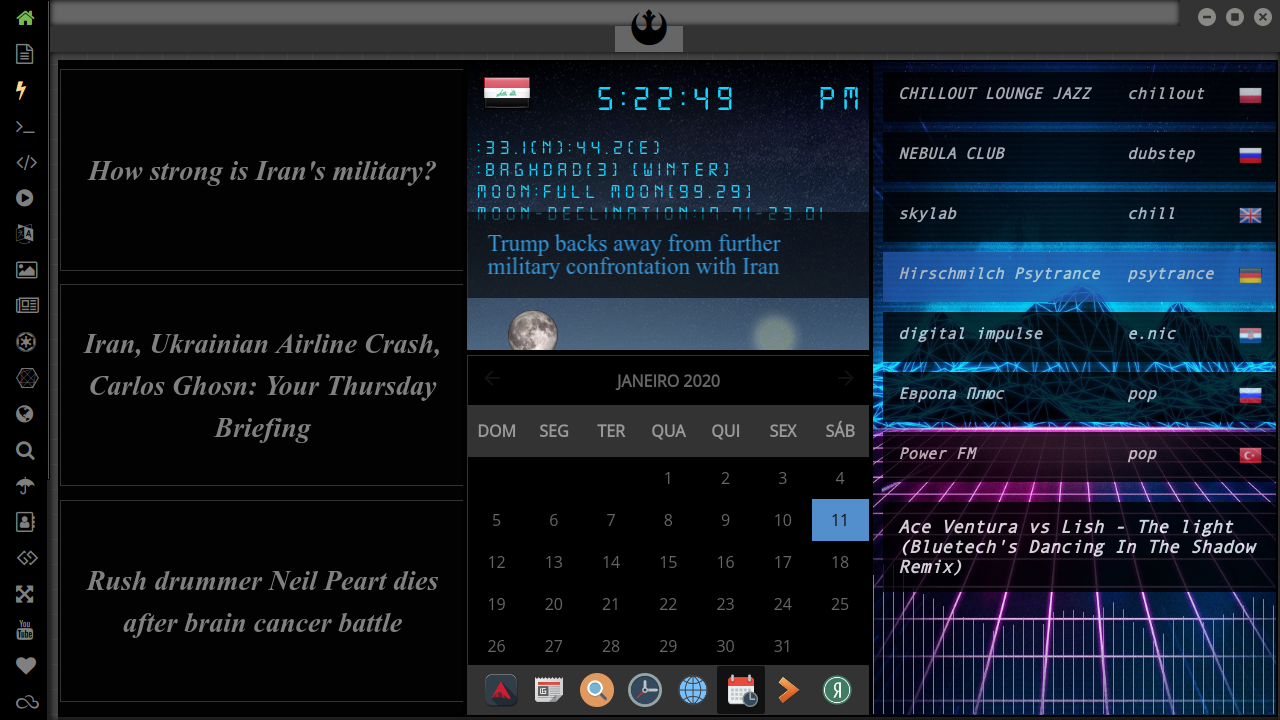 How strong is Iran's military?
Iran, Ukrainian Airline Crash,
Carlos Ghosn: Your Thursday
Briefing
Rush drummer Neil Peart dies
after brain cancer battle
5:22:49 PM
:33.1(N):44.2(E)
:BAGHDAD[3] [WINTER]
MOON:FULL MOON[99.29]
Trump backs away from further
military confrontation with Iran
JANEIRO 2020
DOM SEG TER QUA QUI SEX SÁB
1 2 3 4
5 6 7 8 9 10 11
12 13 14 15 16 17 18
19 20 21 22 23 24 25
26 27 28 29 30 31
CHILLOUT LOUNGE JAZZ chillout
NEBULA CLUB dubstep
skylab chill
Hirschmilch Psytrance psytrance
digital impulse e.nic
Европа Плюс pop
Power FM pop
Ace Ventura vs Lish - The light
(Bluetech's Dancing In The Shadow
Remix)
You
Tube
Я